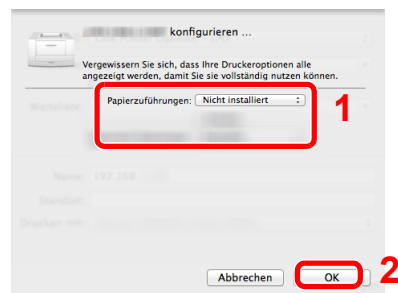 konfigurieren ...
Vergewissern Sie sich, dass Ihre Druckeroptionen alle
angezeigt werden, damit Sie sie vollständig nutzen können.
Warteliste:
Papierzuführungen: Nicht installiert
1
Name: 192.168.
Standort:
Drucken mit:
Abbrechen
OK
2